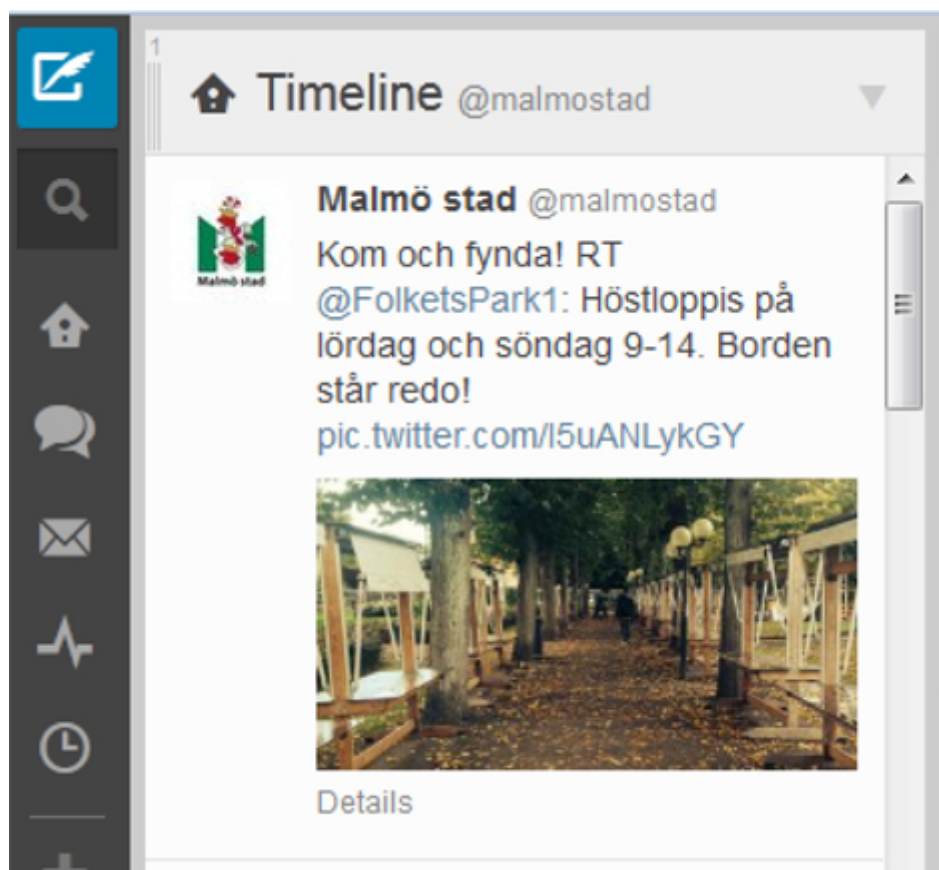 1
Timeline @malmostad
Malmö stad @malmostad
Malmö stad
Kom och fynda! RT
@FolketsPark1: Höstloppis på
lördag och söndag 9-14. Borden
står redo!
pic.twitter.com/l5uANLykGY
Details